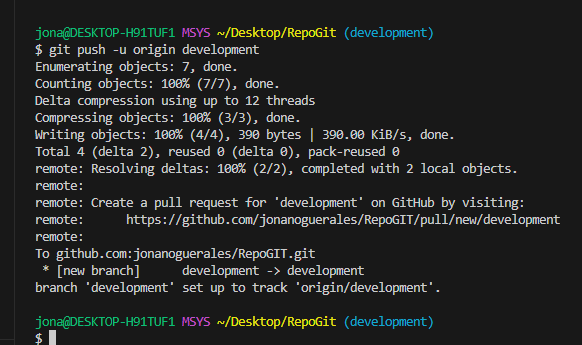 jona@DESKTOP-H91TUF1 MSYS ~/Desktop/RepoGit (development)
$ git push -u origin development
Enumerating objects: 7, done.
Counting objects: 100% (7/7), done.
Delta compression using up to 12 threads
Compressing objects: 100% (3/3), done.
Writing objects: 100% (4/4), 390 bytes | 390.00 KiB/s, done.
Total 4 (delta 2), reused 0 (delta 0), pack-reused 0
remote: Resolving deltas: 100% (2/2), completed with 2 local objects.
remote:
remote: Create a pull request for 'development' on GitHub by visiting:
remote:      https://github.com/jonanoguerales/RepoGIT/pull/new/development
remote:
To github.com:jonanoguerales/RepoGIT.git
 * [new branch]      development -> development
branch 'development' set up to track 'origin/development'.
jona@DESKTOP-H91TUF1 MSYS ~/Desktop/RepoGit (development)
$